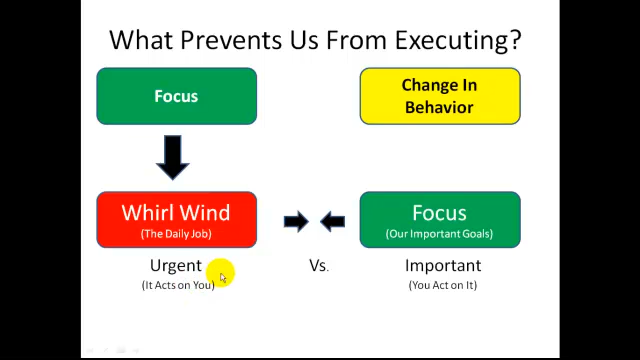 What Prevents Us From Executing?
Focus
Change In
Behavior
Whirl Wind
(The Daily Job)
Focus
(Our Important Goals)
Urgent
Vs.
Important
(It Acts on You)
(You Act on It)